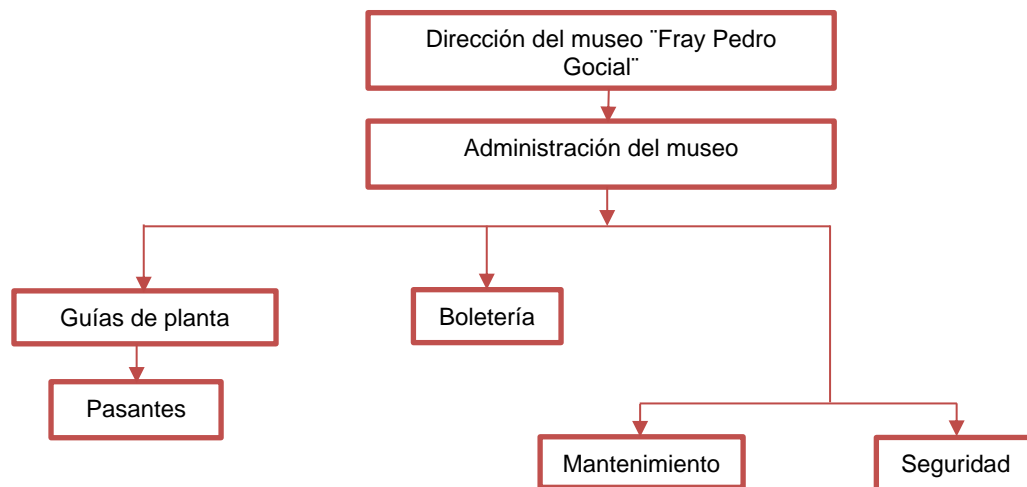 Dirección del museo ¨Fray Pedro
Gocial¨
Administración del museo
Guías de planta
Boletería
Pasantes
Mantenimiento
Seguridad